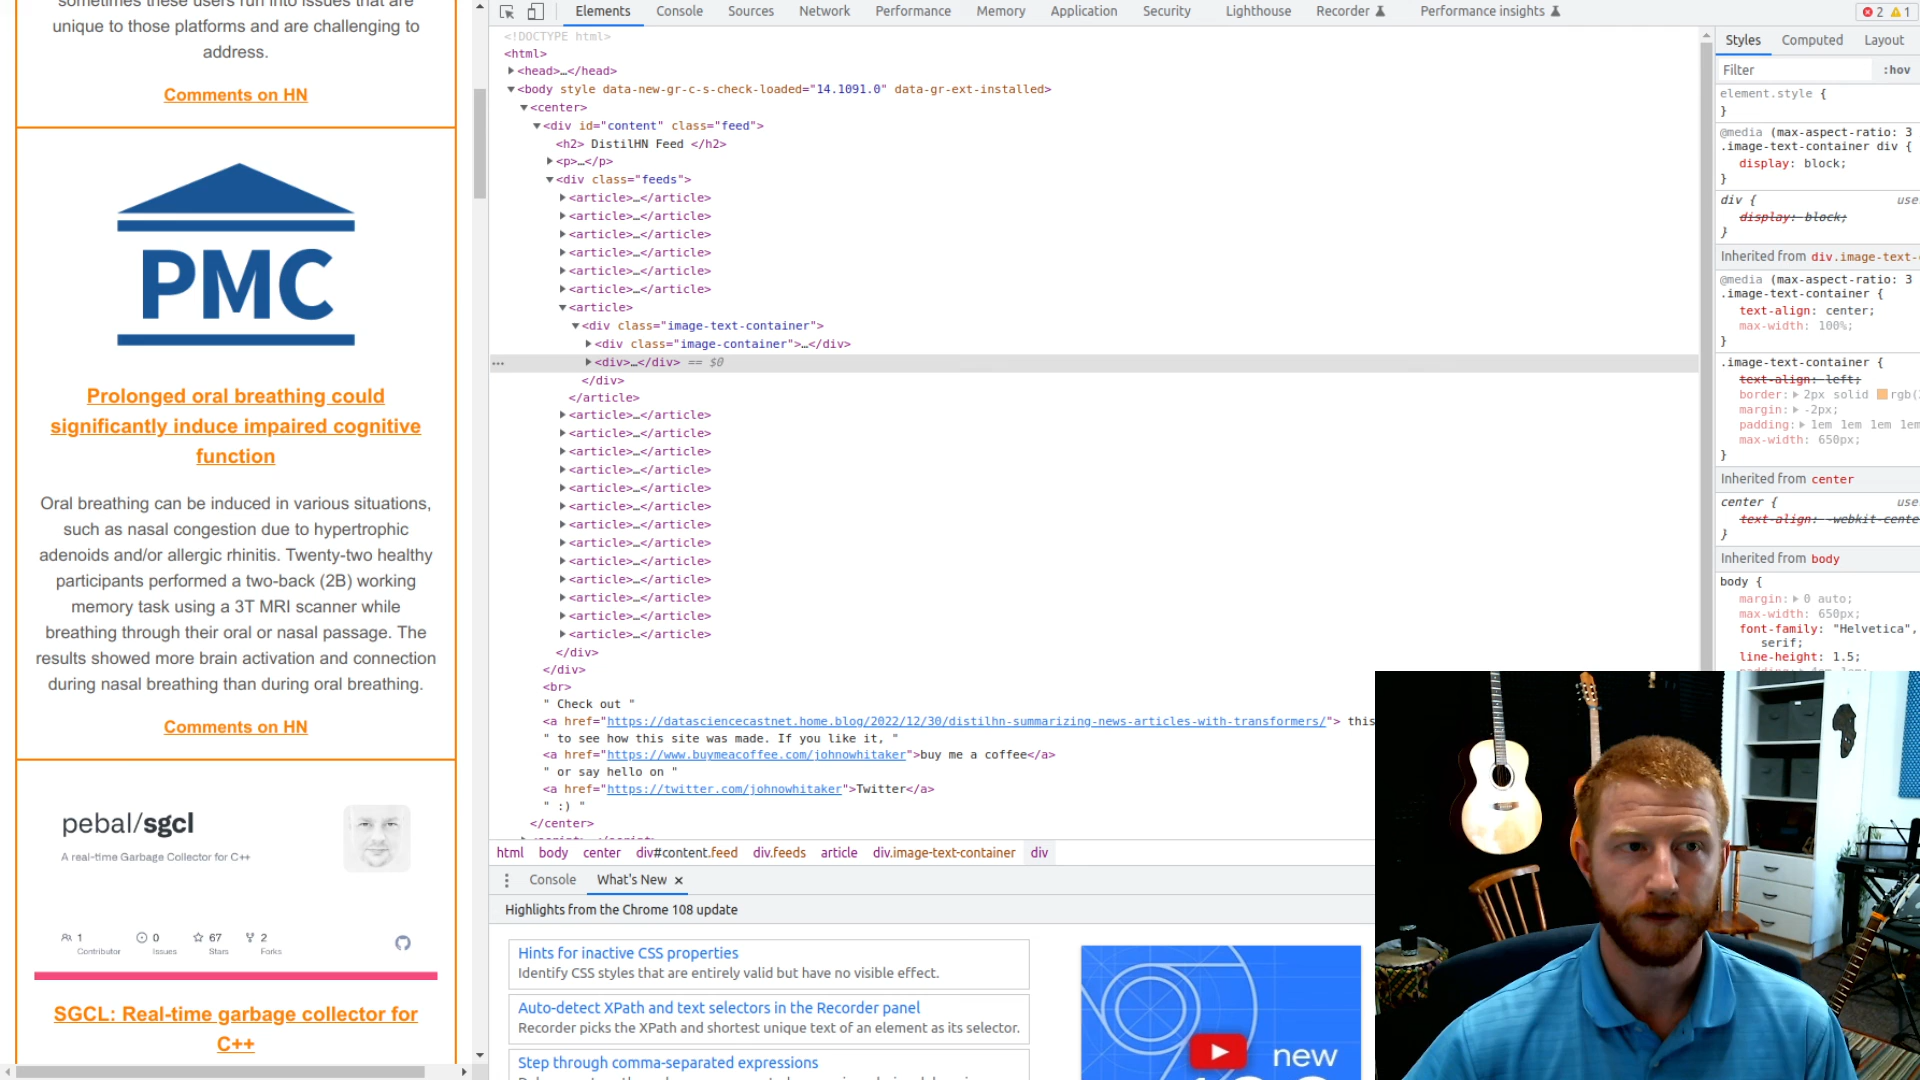 sometimes these users run into issues that are
unique to those platforms and are challenging to
address.
Comments on HN
PMC
Prolonged oral breathing could
significantly induce impaired cognitive
function
Oral breathing can be induced in various situations,
such as nasal congestion due to hypertrophic
adenoids and/or allergic rhinitis. Twenty-two healthy
participants performed a two-back (2B) working
memory task using a 3T MRI scanner while
breathing through their oral or nasal passage. The
results showed more brain activation and connection
during nasal breathing than during oral breathing.
Comments on HN
pebal/sgcl
A real-time Garbage Collector for C++
1 0 67 2
Contributor Issues Stars Forks
SGCL: Real-time garbage collector for
C++
Elements Console Sources Network Performance Memory Application Security Lighthouse Recorder Performance insights 2 1
<!DOCTYPE html>
<html>
<head>…</head>
<body style data-new-gr-c-s-check-loaded="14.1091.0" data-gr-ext-installed>
<center>
<div id="content" class="feed">
<h2> DistilHN Feed </h2>
<p>…</p>
<div class="feeds">
<article>…</article>
<article>…</article>
<article>…</article>
<article>…</article>
<article>…</article>
<article>…</article>
<article>
<div class="image-text-container">
<div class="image-container">…</div>
<div>…</div> == $0
</div>
</article>
<article>…</article>
<article>…</article>
<article>…</article>
<article>…</article>
<article>…</article>
<article>…</article>
<article>…</article>
<article>…</article>
<article>…</article>
<article>…</article>
<article>…</article>
<article>…</article>
<article>…</article>
</div>
</div>
<br>
" Check out "
<a href="https://datasciencecastnet.home.blog/2022/12/30/distilhn-summarizing-news-articles-with-transformers/"> this
" to see how this site was made. If you like it, "
<a href="https://www.buymeacoffee.com/johnowhitaker">buy me a coffee</a>
" or say hello on "
<a href="https://twitter.com/johnowhitaker">Twitter</a>
" :) "
</center>
html body center div#content.feed div.feeds article div.image-text-container div
Console What's New ×
Highlights from the Chrome 108 update
Hints for inactive CSS properties
Identify CSS styles that are entirely valid but have no visible effect.
Auto-detect XPath and text selectors in the Recorder panel
Recorder picks the XPath and shortest unique text of an element as its selector.
Step through comma-separated expressions
new
Styles Computed Layout
Filter :hov
element.style {
}
@media (max-aspect-ratio: 3
.image-text-container div {
display: block;
}
div { use
display: block;
}
Inherited from div.image-text-
@media (max-aspect-ratio: 3
.image-text-container {
text-align: center;
max-width: 100%;
}
.image-text-container {
text-align: left;
border: 2px solid rgb(
margin: -2px;
padding: 1em 1em 1em 1em
max-width: 650px;
}
Inherited from center
center { use
text-align: -webkit-cente
}
Inherited from body
body {
margin: 0 auto;
max-width: 650px;
font-family: "Helvetica",
serif;
line-height: 1.5;